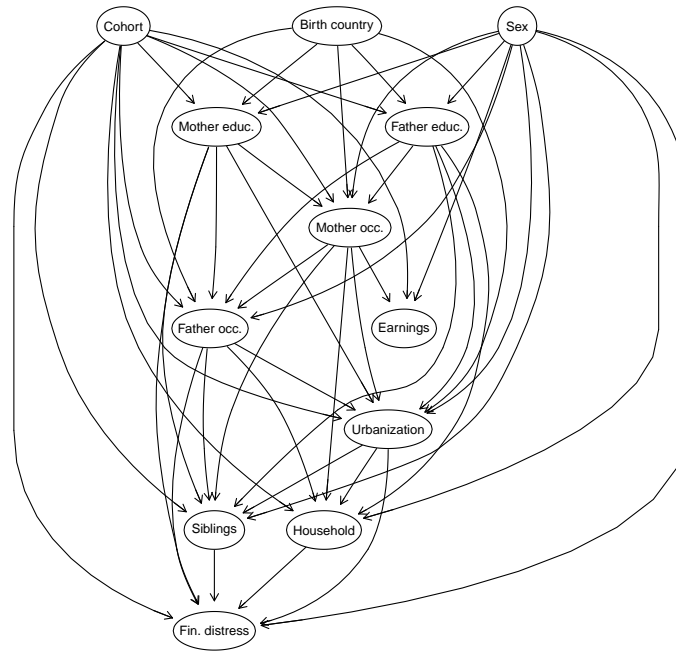 Cohort
Birth country
Sex
Mother educ.
Father educ.
Mother occ.
Father occ.
Earnings
Urbanization
Siblings
Household
Fin. distress